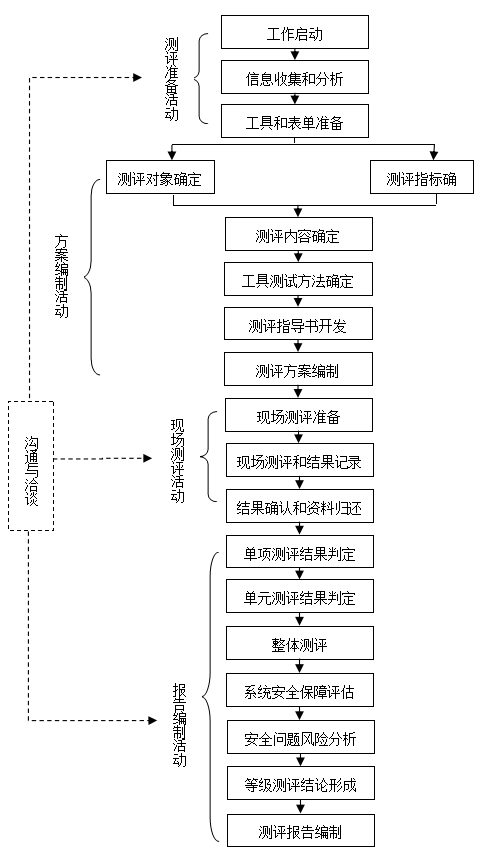 工作启动
测评准备活动
信息收集和分析
工具和表单准备
测评对象确定
测评指标确
方案编制活动
测评内容确定
工具测试方法确定
测评指导书开发
测评方案编制
沟通与洽谈
现场测评活动
现场测评准备
现场测评和结果记录
结果确认和资料归还
报告编制活动
单项测评结果判定
单元测评结果判定
整体测评
系统安全保障评估
安全问题风险分析
等级测评结论形成
测评报告编制